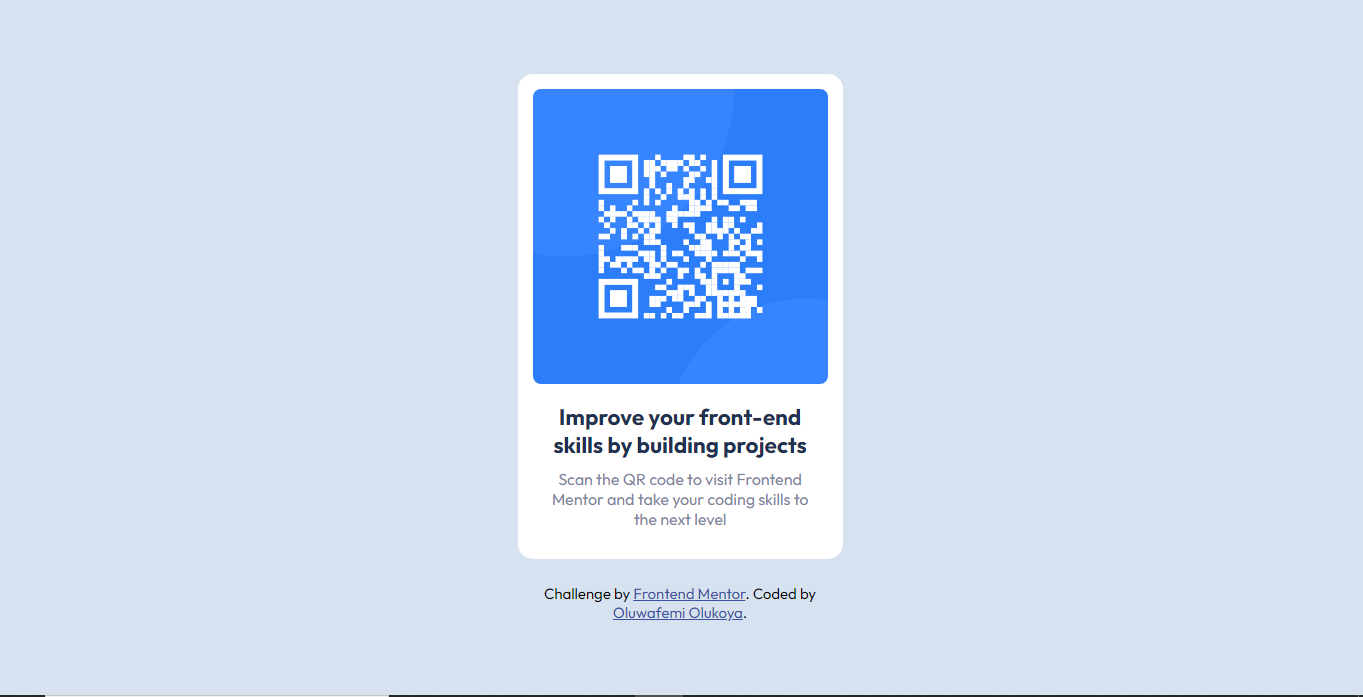 Improve your front-end
skills by building projects
Scan the QR code to visit Frontend
Mentor and take your coding skills to
the next level
Challenge by Frontend Mentor. Coded by
Oluwafemi Olukoya.